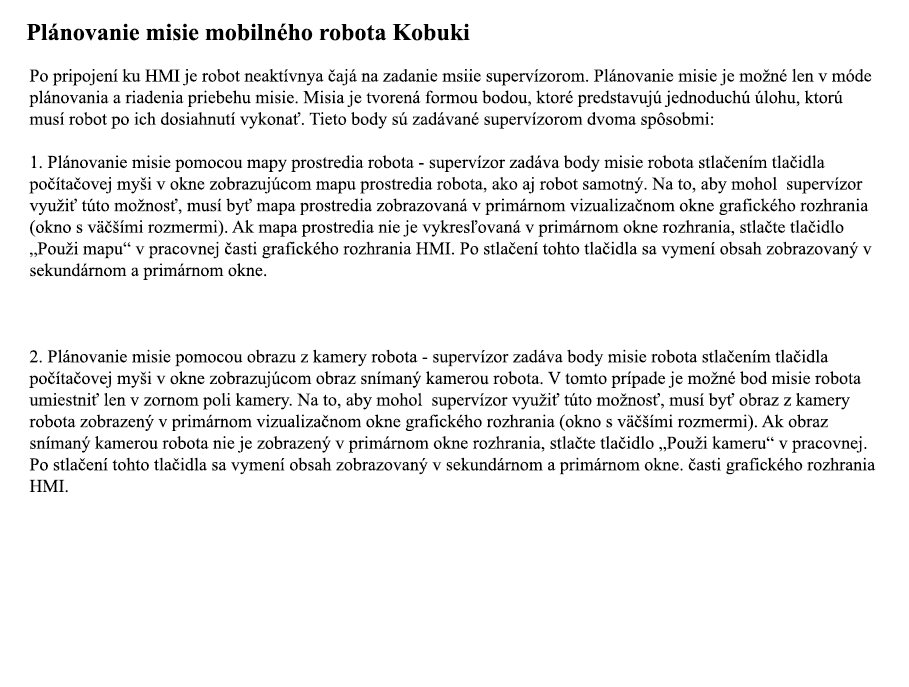 Plánovanie misie mobilného robota Kobuki
Po pripojení ku HMI je robot neaktívnya čajá na zadanie msiie supervízorom. Plánovanie misie je možné len v móde
plánovania a riadenia priebehu misie. Misia je tvorená formou bodou, ktoré predstavujú jednoduchú úlohu, ktorú
musí robot po ich dosiahnutí vykonať. Tieto body sú zadávané supervízorom dvoma spôsobmi:
1. Plánovanie misie pomocou mapy prostredia robota - supervízor zadáva body misie robota stlačením tlačidla
počítačovej myši v okne zobrazujúcom mapu prostredia robota, ako aj robot samotný. Na to, aby mohol  supervízor
využiť túto možnosť, musí byť mapa prostredia zobrazovaná v primárnom vizualizačnom okne grafického rozhrania
(okno s väčšími rozmermi). Ak mapa prostredia nie je vykresľovaná v primárnom okne rozhrania, stlačte tlačidlo
„Použi mapu“ v pracovnej časti grafického rozhrania HMI. Po stlačení tohto tlačidla sa vymení obsah zobrazovaný v
sekundárnom a primárnom okne.
2. Plánovanie misie pomocou obrazu z kamery robota - supervízor zadáva body misie robota stlačením tlačidla
počítačovej myši v okne zobrazujúcom obraz snímaný kamerou robota. V tomto prípade je možné bod misie robota
umiestniť len v zornom poli kamery. Na to, aby mohol  supervízor využiť túto možnosť, musí byť obraz z kamery
robota zobrazený v primárnom vizualizačnom okne grafického rozhrania (okno s väčšími rozmermi). Ak obraz
snímaný kamerou robota nie je zobrazený v primárnom okne rozhrania, stlačte tlačidlo „Použi kameru“ v pracovnej.
Po stlačení tohto tlačidla sa vymení obsah zobrazovaný v sekundárnom a primárnom okne. časti grafického rozhrania
HMI.